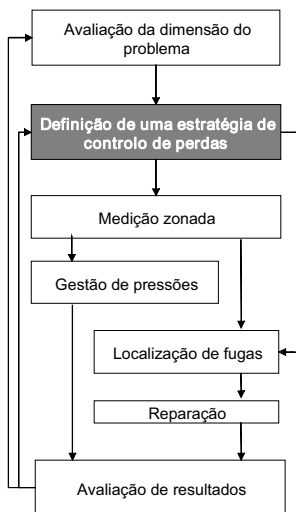 Avaliação da dimensão do
problema
Definição de uma estratégia de
controlo de perdas
Medição zonada
Gestão de pressões
Localização de fugas
Reparação
Avaliação de resultados